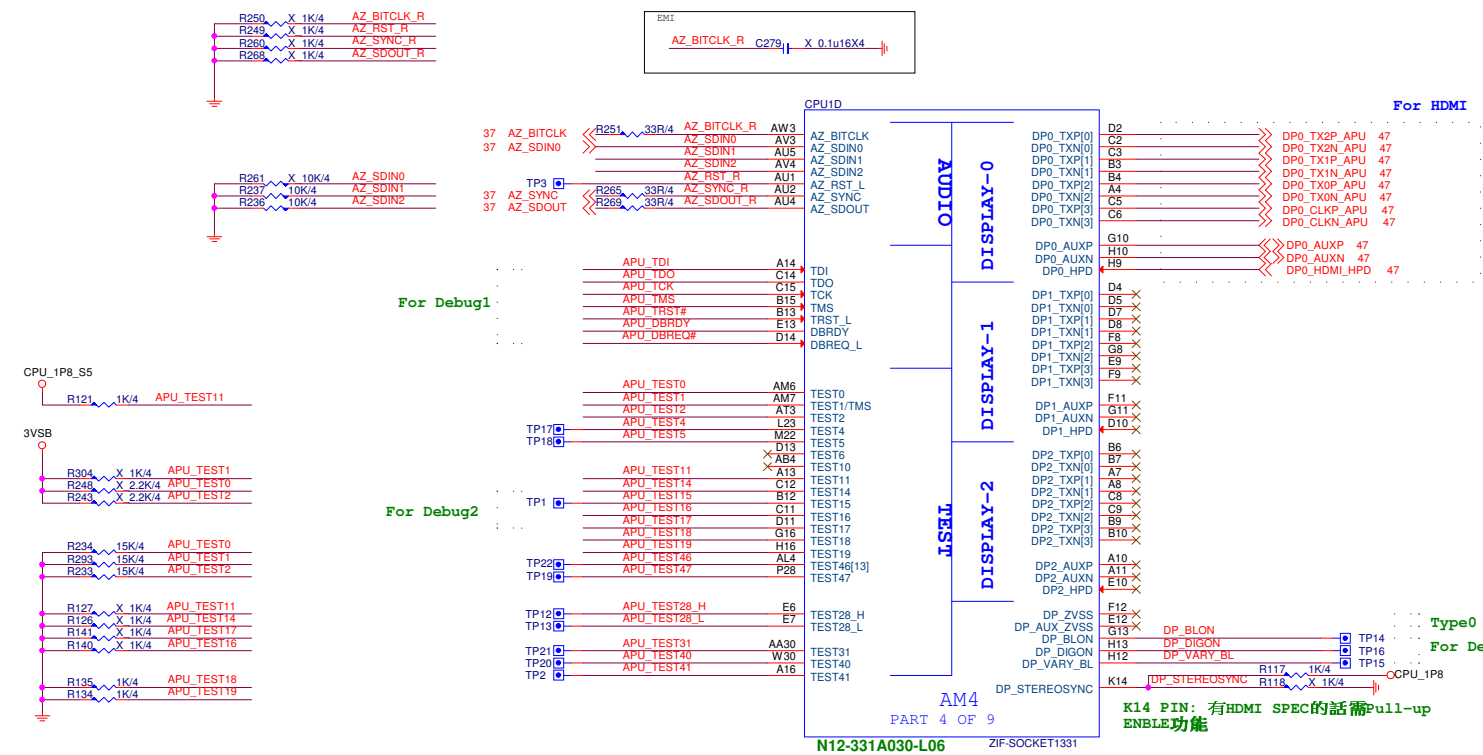 R250 X_1K/4 AZ_BITCLK_R
R249 X_1K/4 AZ_RST_R
R260 X_1K/4 AZ_SYNC_R
R268 X_1K/4 AZ_SDOUT_R
EMI
AZ_BITCLK_R C279 X_0.1u16X4
R261 X_10K/4 AZ_SDIN0
R237 10K/4 AZ_SDIN1
R236 10K/4 AZ_SDIN2
For Debug1
CPU_1P8_S5
R121 1K/4 APU_TEST11
3VSB
R304 X_1K/4 APU_TEST1
R248 X_2.2K/4 APU_TEST0
R243 X_2.2K/4 APU_TEST2
For Debug2
R234 15K/4 APU_TEST0
R293 15K/4 APU_TEST1
R233 15K/4 APU_TEST2
R127 X_1K/4 APU_TEST11
R126 X_1K/4 APU_TEST14
R141 X_1K/4 APU_TEST17
R140 X_1K/4 APU_TEST16
R135 1K/4 APU_TEST18
R134 1K/4 APU_TEST19
CPU1D
37 AZ_BITCLK R251 33R/4 AZ_BITCLK_R AW3 AZ_BITCLK
37 AZ_SDIN0 AZ_SDIN0 AV3 AZ_SDIN0
AZ_SDIN1 AU5 AZ_SDIN1
AZ_SDIN2 AV4 AZ_SDIN2
TP3 AZ_RST_R AU1 AZ_RST_L
37 AZ_SYNC R265 33R/4 AZ_SYNC_R AU2 AZ_SYNC
37 AZ_SDOUT R269 33R/4 AZ_SDOUT_R AU4 AZ_SDOUT
APU_TDI A14 TDI
APU_TDO C14 TDO
APU_TCK C15 TCK
APU_TMS B15 TMS
APU_TRST# B13 TRST_L
APU_DBRDY E13 DBRDY
APU_DBREQ# D14 DBREQ_L
APU_TEST0 AM6 TEST0
APU_TEST1 AM7 TEST1/TMS
APU_TEST2 AT3 TEST2
TP17 APU_TEST4 L23 TEST4
TP18 APU_TEST5 M22 TEST5
D13 TEST6
AB4 TEST10
APU_TEST11 A13 TEST11
APU_TEST14 C12 TEST14
TP1 APU_TEST15 B12 TEST15
APU_TEST16 C11 TEST16
APU_TEST17 D11 TEST17
APU_TEST18 G16 TEST18
APU_TEST19 H16 TEST19
TP22 APU_TEST46 AL4 TEST46[13]
TP19 APU_TEST47 P28 TEST47
TP12 APU_TEST28_H E6 TEST28_H
TP13 APU_TEST28_L E7 TEST28_L
TP21 APU_TEST31 AA30 TEST31
TP20 APU_TEST40 W30 TEST40
TP2 APU_TEST41 A16 TEST41
AUDIO
TEST
DISPLAY-0
DISPLAY-1
DISPLAY-2
For HDMI
DP0_TXP[0] D2 DP0_TX2P_APU 47
DP0_TXN[0] C2 DP0_TX2N_APU 47
DP0_TXP[1] C3 DP0_TX1P_APU 47
DP0_TXN[1] B3 DP0_TX1N_APU 47
DP0_TXP[2] B4 DP0_TX0P_APU 47
DP0_TXN[2] A4 DP0_TX0N_APU 47
DP0_TXP[3] C5 DP0_CLKP_APU 47
DP0_TXN[3] C6 DP0_CLKN_APU 47
DP0_AUXP G10 DP0_AUXP 47
DP0_AUXN H10 DP0_AUXN 47
DP0_HPD H9 DP0_HDMI_HPD 47
DP1_TXP[0] D4
DP1_TXN[0] D5
DP1_TXP[1] D7
DP1_TXN[1] D8
DP1_TXP[2] F8
DP1_TXN[2] G8
DP1_TXP[3] E9
DP1_TXN[3] F9
DP1_AUXP F11
DP1_AUXN G11
DP1_HPD D10
DP2_TXP[0] B6
DP2_TXN[0] B7
DP2_TXP[1] A7
DP2_TXN[1] A8
DP2_TXP[2] C8
DP2_TXN[2] C9
DP2_TXP[3] B9
DP2_TXN[3] B10
DP2_AUXP A10
DP2_AUXN A11
DP2_HPD E10
DP_ZVSS F12
DP_AUX_ZVSS E12
DP_BLON G13 DP_BLON TP14
DP_DIGON H13 DP_DIGON TP16
DP_VARY_BL H12 DP_VARY_BL TP15
Type0
For De
DP_STEREOSYNC K14 DP_STEREOSYNC
R117 1K/4 CPU_1P8
R118 X_1K/4
K14 PIN: 有HDMI SPEC的話需Pull-up
ENBLE功能
AM4
PART 4 OF 9
N12-331A030-L06 ZIF-SOCKET1331